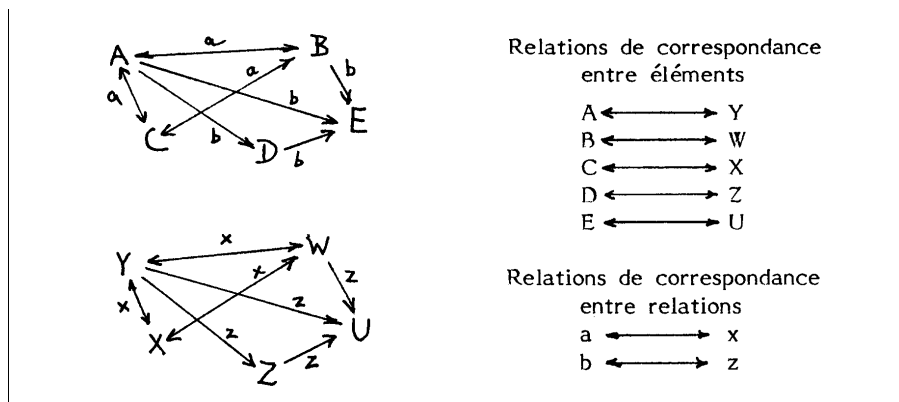 A a B
a a b
b b E
C D b
Relations de correspondance
entre éléments
A Y
B W
C X
D Z
E U
Y x W
x x z
z z U
X Z z
Relations de correspondance
entre relations
a x
b z